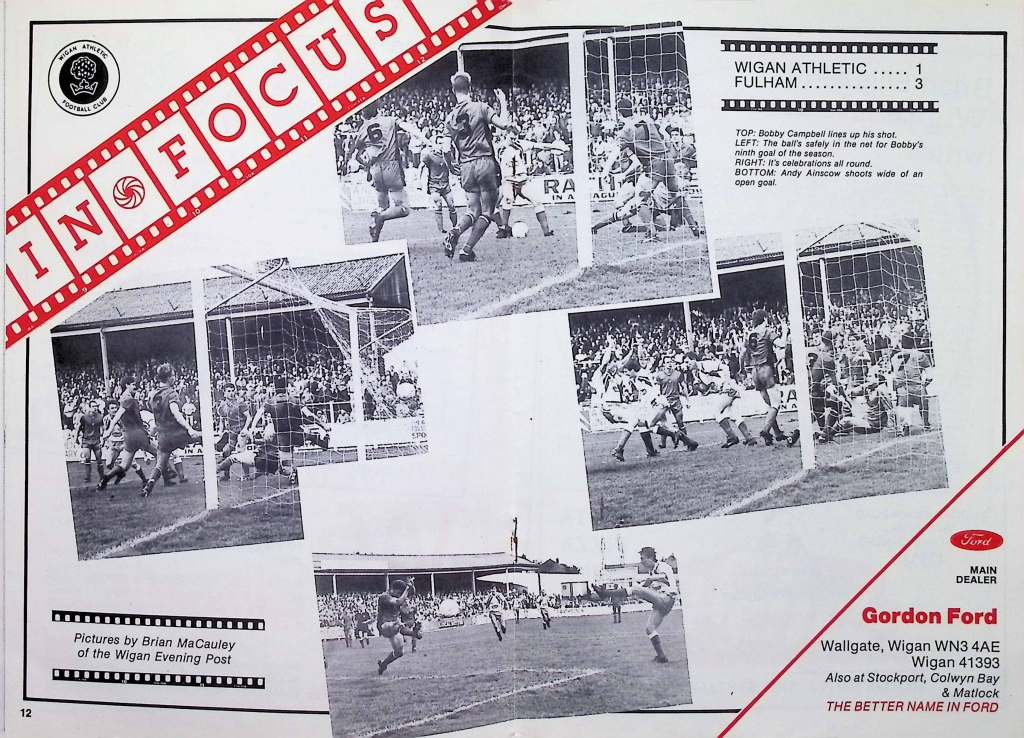 WIGAN ATHLETIC
FOOTBALL CLUB
IN FOCUS
WIGAN ATHLETIC ..... 1
FULHAM ............... 3
TOP: Bobby Campbell lines up his shot.
LEFT: The ball's safely in the net for Bobby's
ninth goal of the season.
RIGHT: It's celebrations all round.
BOTTOM: Andy Ainscow shoots wide of an
open goal.
6
Pictures by Brian MaCauley
of the Wigan Evening Post
12
Ford
MAIN
DEALER
Gordon Ford
Wallgate, Wigan WN3 4AE
Wigan 41393
Also at Stockport, Colwyn Bay
& Matlock
THE BETTER NAME IN FORD